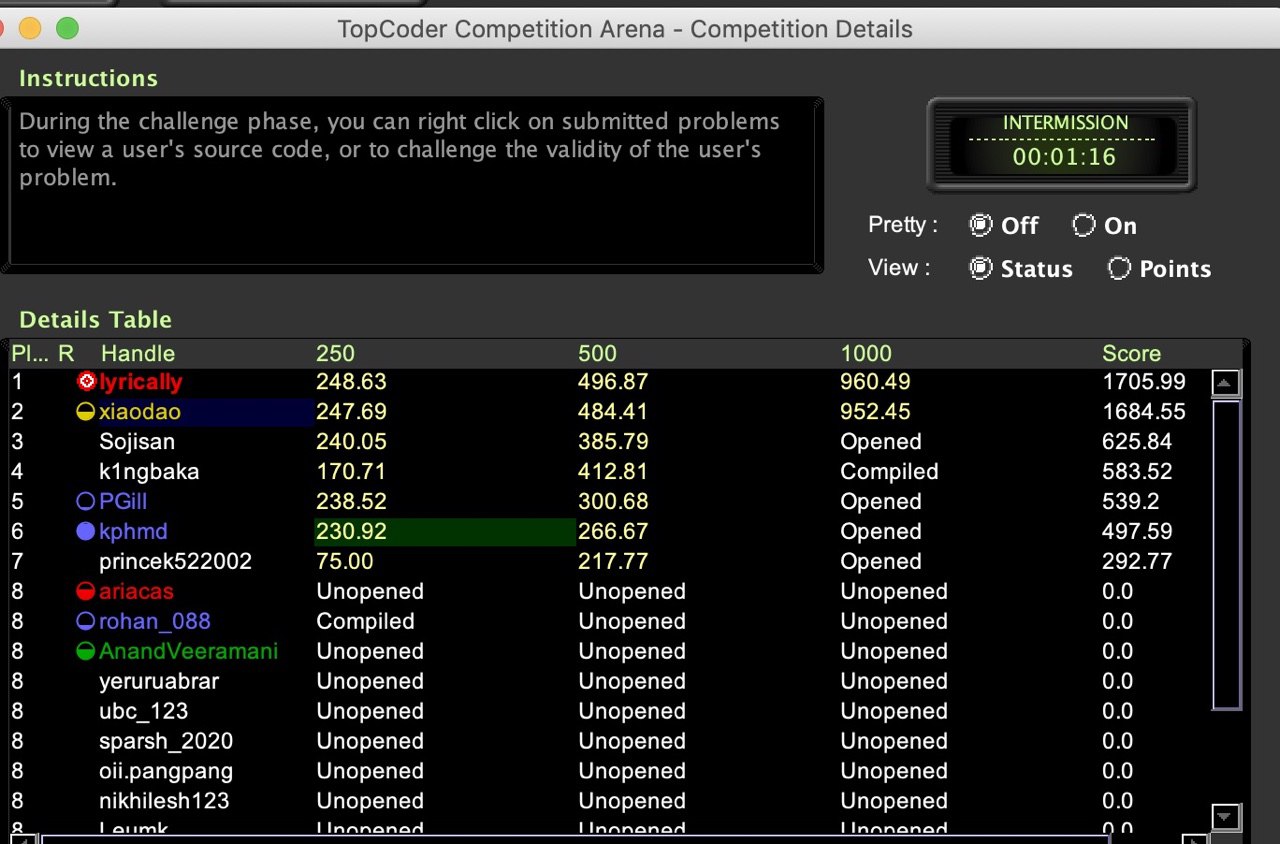 TopCoder Competition Arena - Competition Details
Instructions
During the challenge phase, you can right click on submitted problems
to view a user's source code, or to challenge the validity of the user's
problem.
INTERMISSION
00:01:16
Pretty : Off On
View : Status Points
Details Table
Pl... R Handle 250 500 1000 Score
1 lyrically 248.63 496.87 960.49 1705.99
2 xiaodao 247.69 484.41 952.45 1684.55
3 Sojisan 240.05 385.79 Opened 625.84
4 k1ngbaka 170.71 412.81 Compiled 583.52
5 PGill 238.52 300.68 Opened 539.2
6 kphmd 230.92 266.67 Opened 497.59
7 princek522002 75.00 217.77 Opened 292.77
8 ariacas Unopened Unopened Unopened 0.0
8 rohan_088 Compiled Unopened Unopened 0.0
8 AnandVeeramani Unopened Unopened Unopened 0.0
8 yeruruabrar Unopened Unopened Unopened 0.0
8 ubc_123 Unopened Unopened Unopened 0.0
8 sparsh_2020 Unopened Unopened Unopened 0.0
8 oii.pangpang Unopened Unopened Unopened 0.0
8 nikhilesh123 Unopened Unopened Unopened 0.0
8 Leumk Unopened Unopened Unopened 0.0